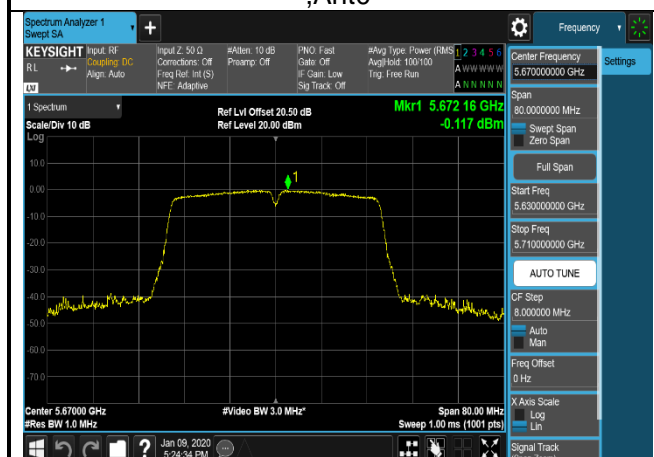 ,Ant0
Spectrum Analyzer 1
Swept SA
Frequency
KEYSIGHT
RL
Input: RF
Coupling: DC
Align: Auto
Input Z: 50 Ω
Corrections: Off
Freq Ref: Int (S)
NFE: Adaptive
#Atten: 10 dB
Preamp: Off
PNO: Fast
Gate: Off
IF Gain: Low
Sig Track: Off
#Avg Type: Power (RMS
Avg|Hold: 100/100
Trig: Free Run
1 2 3 4 5 6
A W W W W W
A N N N N N
LXI
1 Spectrum
Scale/Div 10 dB
Log
Ref Lvl Offset 20.50 dB
Ref Level 20.00 dBm
Mkr1 5.672 16 GHz
-0.117 dBm
1
10.0
0.00
-10.0
-20.0
-30.0
-40.0
-50.0
-60.0
-70.0
Center 5.67000 GHz
#Res BW 1.0 MHz
#Video BW 3.0 MHz*
Span 80.00 MHz
Sweep 1.00 ms (1001 pts)
Jan 09, 2020
5:24:34 PM
Center Frequency
5.670000000 GHz
Settings
Span
80.0000000 MHz
Swept Span
Zero Span
Full Span
Start Freq
5.630000000 GHz
Stop Freq
5.710000000 GHz
AUTO TUNE
CF Step
8.000000 MHz
Auto
Man
Freq Offset
0 Hz
X Axis Scale
Log
Lin
Signal Track